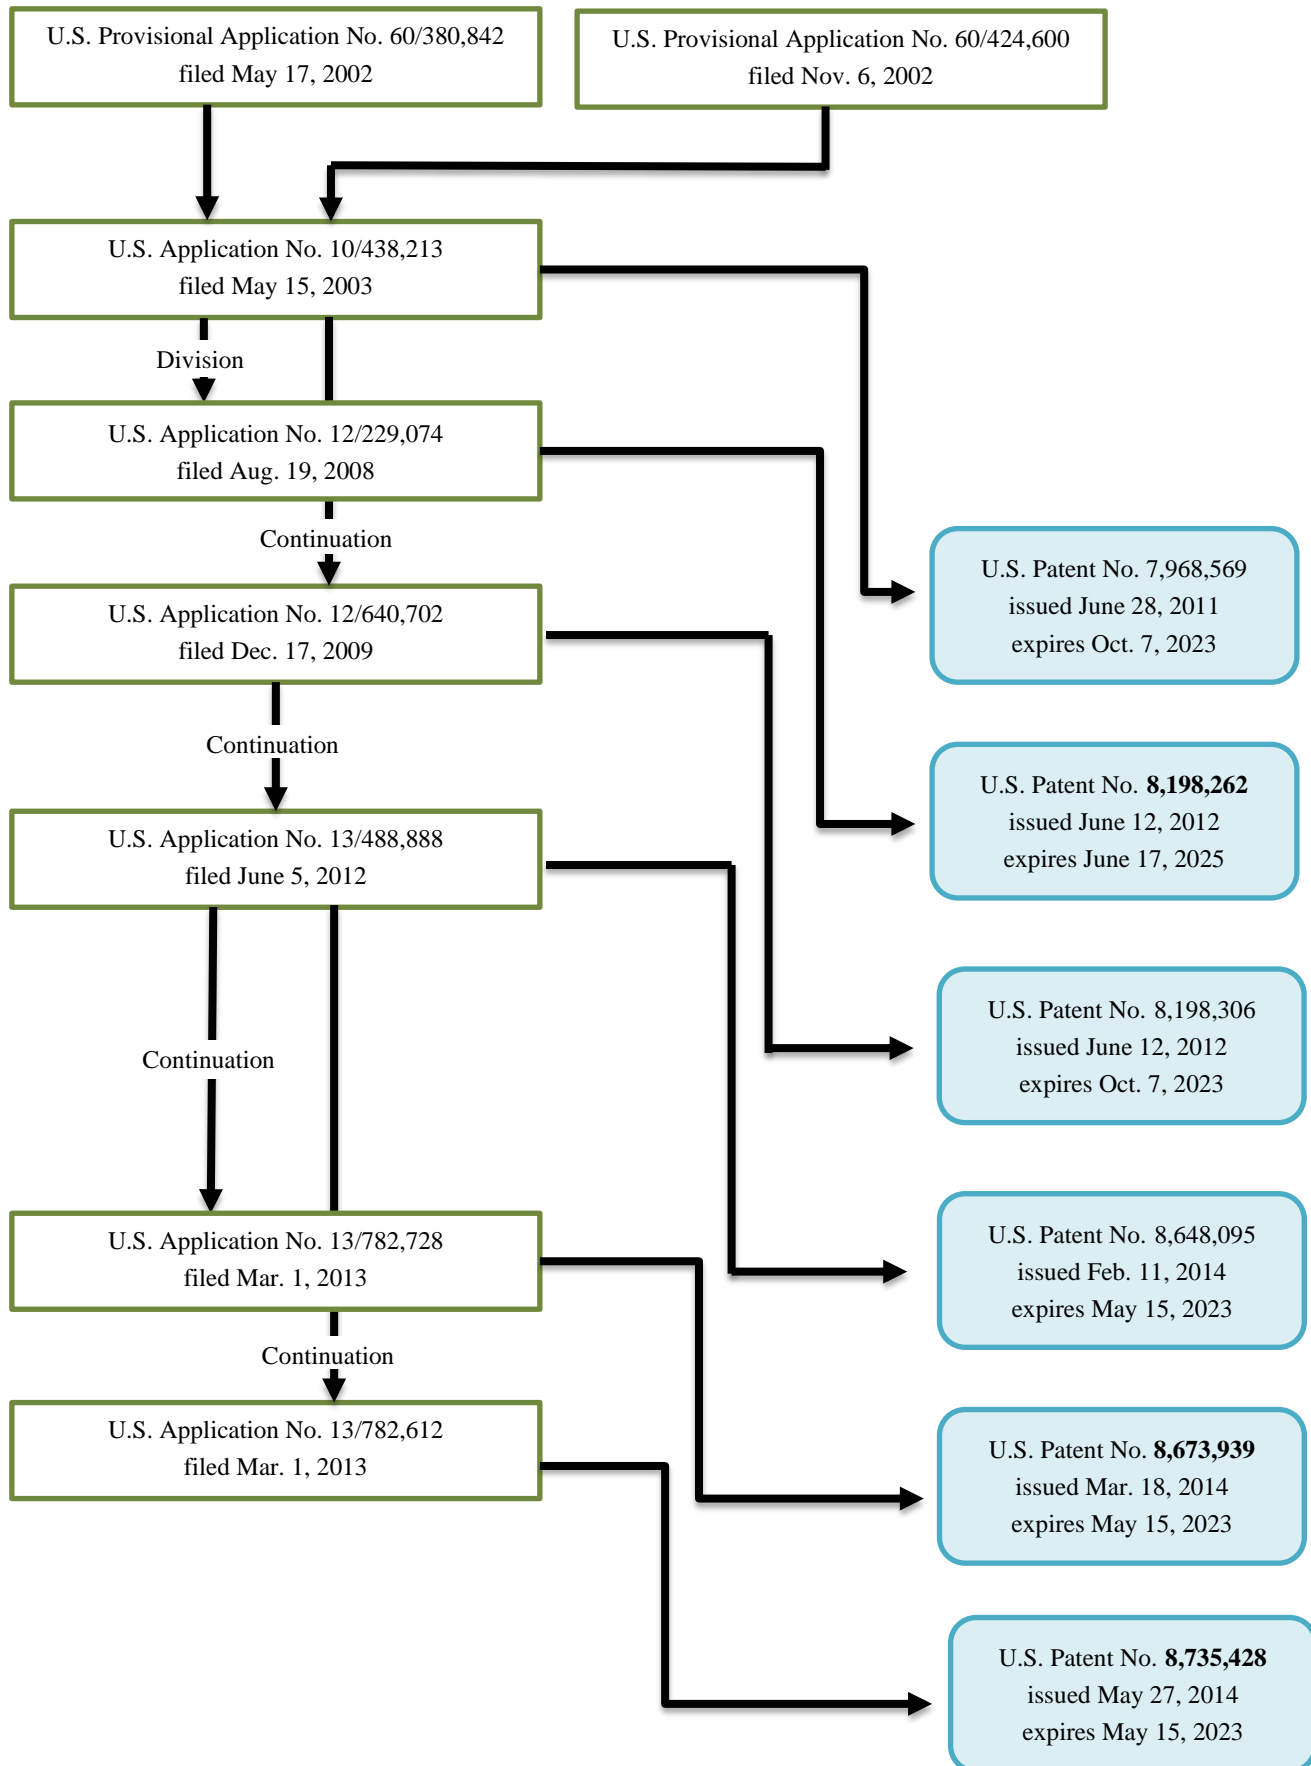 U.S. Provisional Application No. 60/380,842
filed May 17, 2002
U.S. Provisional Application No. 60/424,600
filed Nov. 6, 2002
U.S. Application No. 10/438,213
filed May 15, 2003
Division
U.S. Application No. 12/229,074
filed Aug. 19, 2008
Continuation
U.S. Application No. 12/640,702
filed Dec. 17, 2009
Continuation
U.S. Application No. 13/488,888
filed June 5, 2012
Continuation
U.S. Application No. 13/782,728
filed Mar. 1, 2013
Continuation
U.S. Application No. 13/782,612
filed Mar. 1, 2013
U.S. Patent No. 7,968,569
issued June 28, 2011
expires Oct. 7, 2023
U.S. Patent No. 8,198,262
issued June 12, 2012
expires June 17, 2025
U.S. Patent No. 8,198,306
issued June 12, 2012
expires Oct. 7, 2023
U.S. Patent No. 8,648,095
issued Feb. 11, 2014
expires May 15, 2023
U.S. Patent No. 8,673,939
issued Mar. 18, 2014
expires May 15, 2023
U.S. Patent No. 8,735,428
issued May 27, 2014
expires May 15, 2023